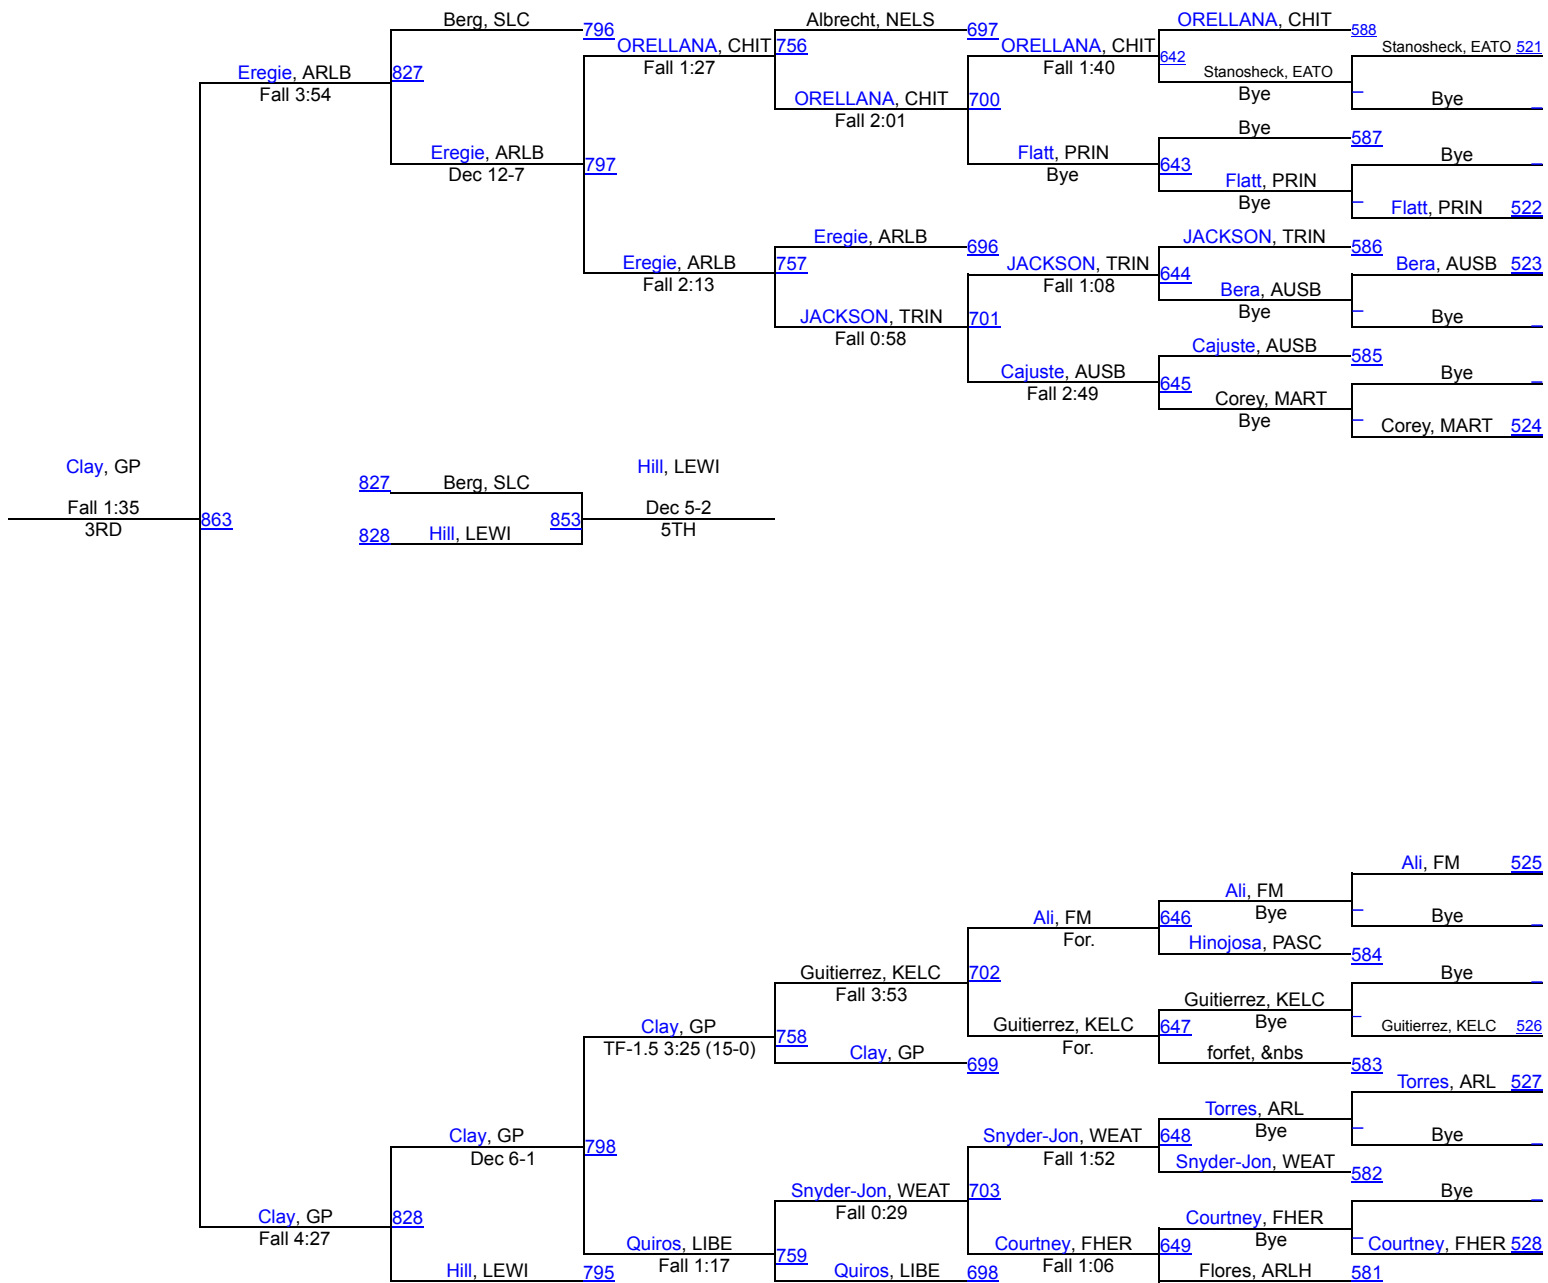 Berg, SLC
796
Albrecht, NELS
697
ORELLANA, CHIT
588
ORELLANA, CHIT
756
Fall 1:27
ORELLANA, CHIT
Fall 1:40
642
Stanosheck, EATO 521
Stanosheck, EATO
Bye
Eregie, ARLB
Fall 3:54
827
ORELLANA, CHIT
Fall 2:01
700
_ Bye _
Bye
587
Eregie, ARLB
Dec 12-7
797
Flatt, PRIN
Bye
643
Bye _
Flatt, PRIN
Bye
_ Flatt, PRIN 522
Eregie, ARLB
696
JACKSON, TRIN
586
Eregie, ARLB
Fall 2:13
757
JACKSON, TRIN
Fall 1:08
644
Bera, AUSB 523
Bera, AUSB
Bye
JACKSON, TRIN
Fall 0:58
701
_ Bye _
Cajuste, AUSB
585
Cajuste, AUSB
Fall 2:49
645
Bye _
Corey, MART
Bye
_ Corey, MART 524
Clay, GP
Fall 1:35
3RD
863
827 Berg, SLC
828 Hill, LEWI
853
Hill, LEWI
Dec 5-2
5TH
Ali, FM 525
Ali, FM
Bye
Ali, FM
For.
646
_ Bye _
Hinojosa, PASC
584
Guitierrez, KELC
Fall 3:53
702
Bye _
Guitierrez, KELC
Bye
Guitierrez, KELC
For.
647
_ Guitierrez, KELC 526
Clay, GP
TF-1.5 3:25 (15-0)
758
Clay, GP
699
forfet, &nbs
583
Torres, ARL 527
Torres, ARL
Bye
Clay, GP
Dec 6-1
798
Snyder-Jon, WEAT
Fall 1:52
648
_ Bye _
Snyder-Jon, WEAT
582
Snyder-Jon, WEAT
Fall 0:29
703
Bye _
Clay, GP
Fall 4:27
828
Courtney, FHER
Bye
Quiros, LIBE
Fall 1:17
759
Courtney, FHER
Fall 1:06
649
_ Courtney, FHER 528
Hill, LEWI
795
Quiros, LIBE
698
Flores, ARLH
581